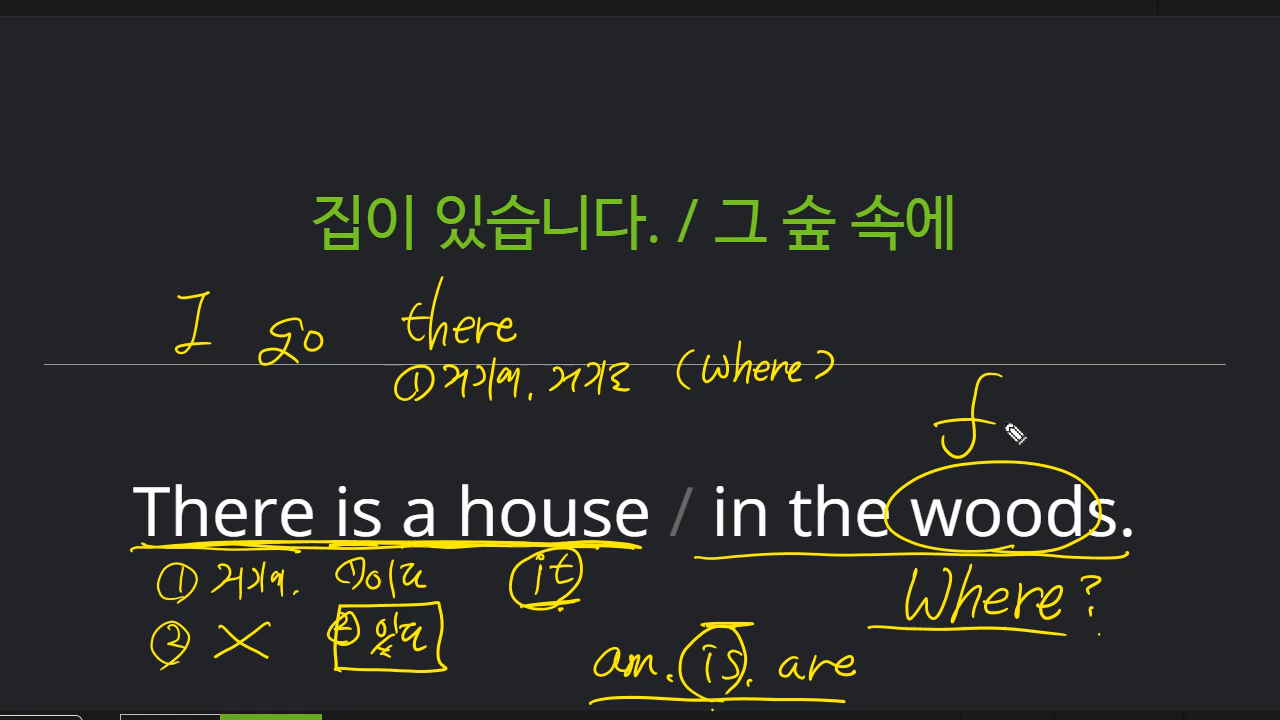 집이 있습니다. / 그 숲 속에
I go there
① 거기에. 거기로 (where)
f
There is a house / in the woods.
① 거기에. ①이다 it Where?
② X ② 있다
am. is. are